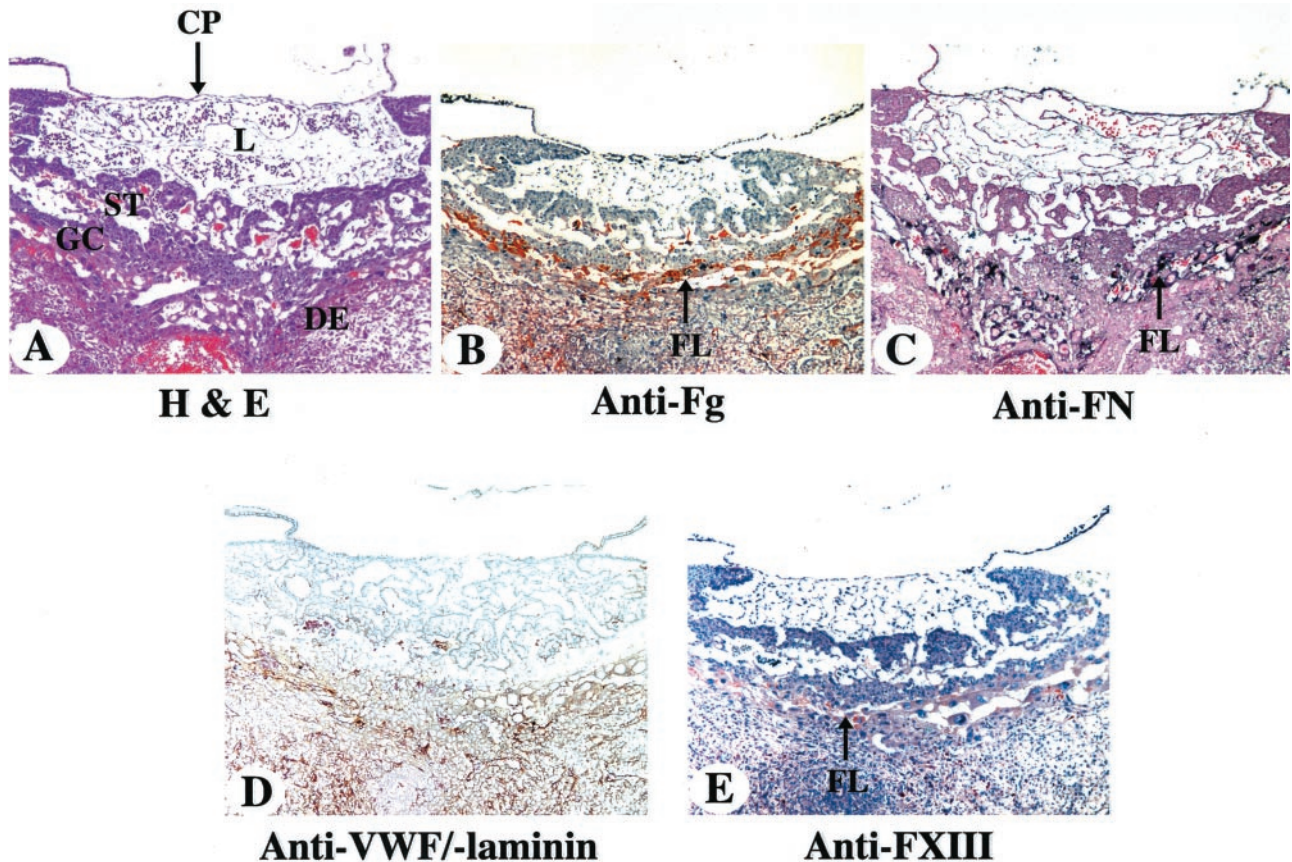 CP
L
ST
GC
DE
A
H & E
FL
B
Anti-Fg
FL
C
Anti-FN
D
Anti-VWF/-laminin
FL
E
Anti-FXIII